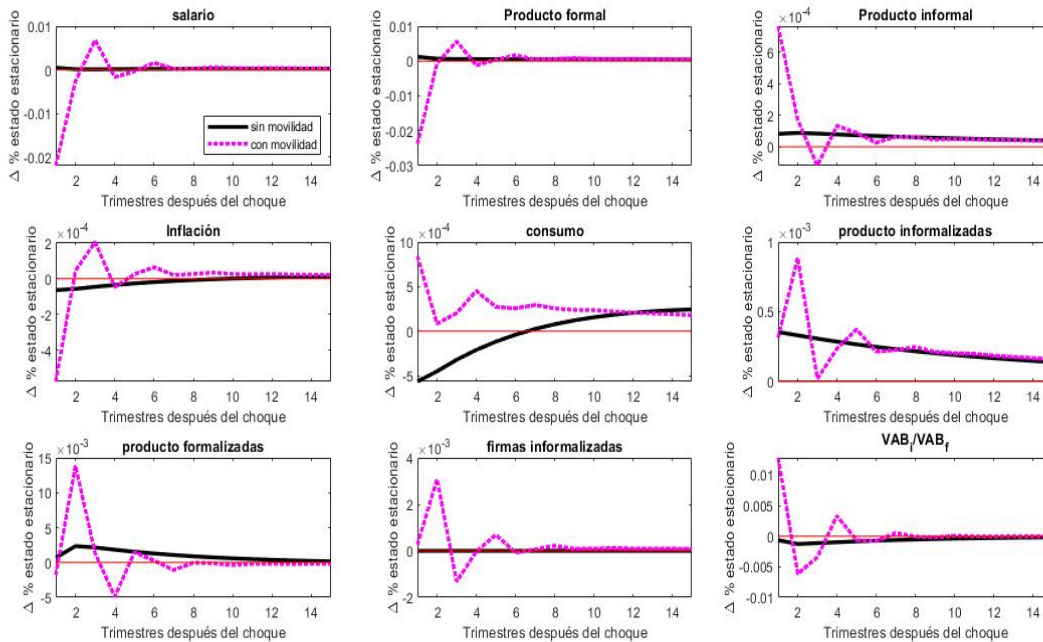 salario
Δ % estado estacionario
0.01
0
-0.01
-0.02
sin movilidad
con movilidad
2 4 6 8 10 12 14
Trimestres después del choque
Producto formal
Δ % estado estacionario
0.01
0
-0.01
-0.02
-0.03
2 4 6 8 10 12 14
Trimestres después del choque
Producto informal
×10⁻⁴
Δ % estado estacionario
6
4
2
0
2 4 6 8 10 12 14
Trimestres después del choque
Inflación
×10⁻⁴
Δ % estado estacionario
2
0
-2
-4
2 4 6 8 10 12 14
Trimestres después del choque
consumo
×10⁻⁴
Δ % estado estacionario
10
5
0
-5
2 4 6 8 10 12 14
Trimestres después del choque
producto informalizadas
×10⁻³
Δ % estado estacionario
1
0.5
0
2 4 6 8 10 12 14
Trimestres después del choque
producto formalizadas
×10⁻³
Δ % estado estacionario
15
10
5
0
-5
2 4 6 8 10 12 14
Trimestres después del choque
firmas informalizadas
×10⁻³
Δ % estado estacionario
4
2
0
-2
2 4 6 8 10 12 14
Trimestres después del choque
VABᵢ/VAB_f
Δ % estado estacionario
0.01
0.005
0
-0.005
-0.01
2 4 6 8 10 12 14
Trimestres después del choque